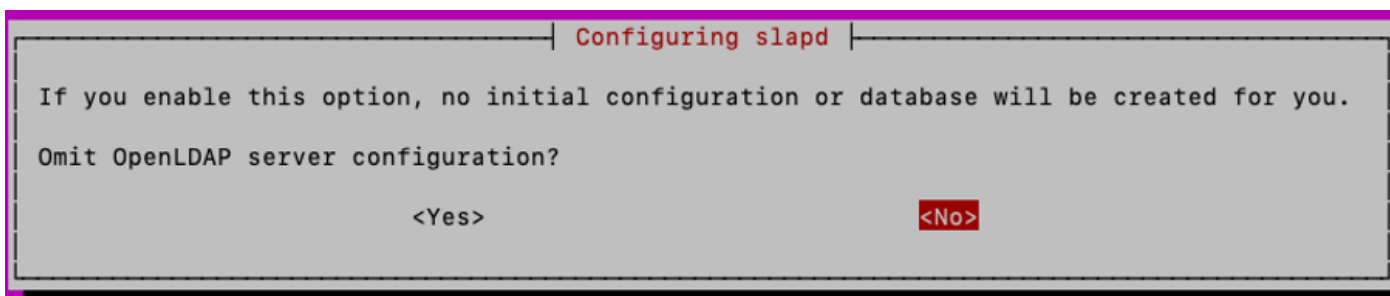 Configuring slapd
If you enable this option, no initial configuration or database will be created for you.
Omit OpenLDAP server configuration?
<Yes> <No>